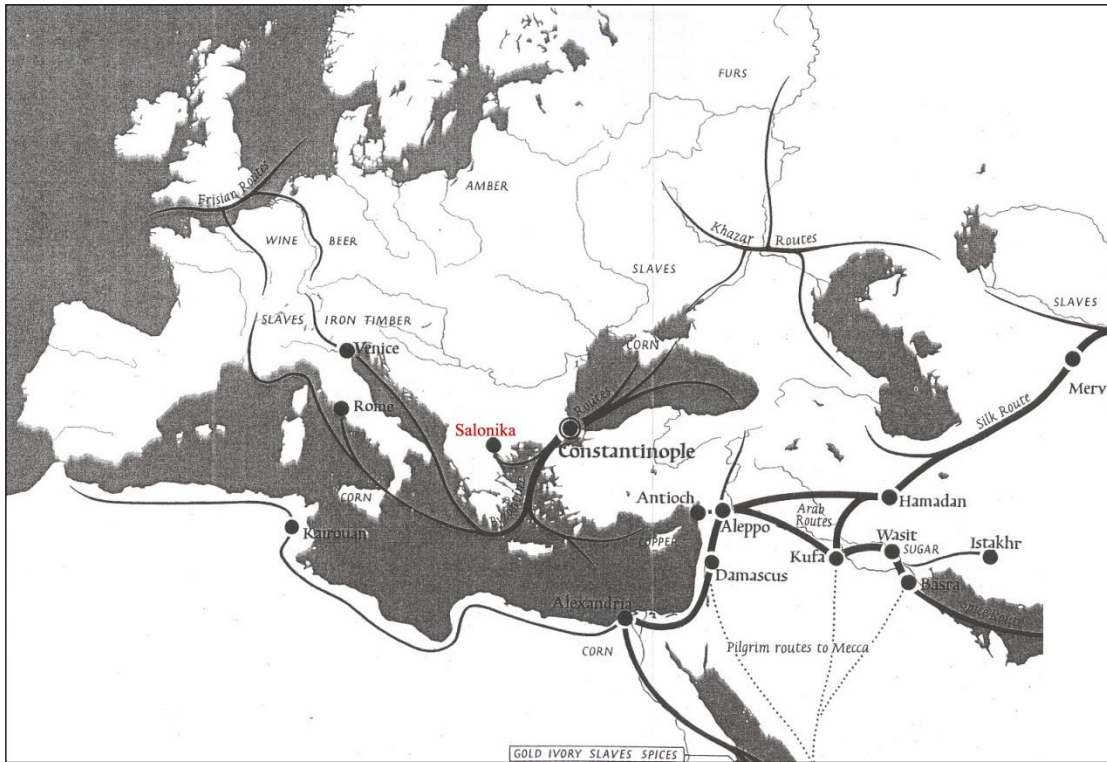 FURS
AMBER
Frisian Routes
WINE
BEER
Khazar Routes
SLAVES
SLAVES
SLAVES
IRON
TIMBER
CORN
Venice
Merv
Rome
Routes
Silk Route
Salonika
Constantinople
Antioch
Hamadan
CORN
Aleppo
Arab
Routes
Kairouan
COPPER
Wasit
Istakhr
Kufa
SUGAR
Damascus
Basra
Alexandria
Spice Route
CORN
Pilgrim routes to Mecca
GOLD IVORY SLAVES SPICES